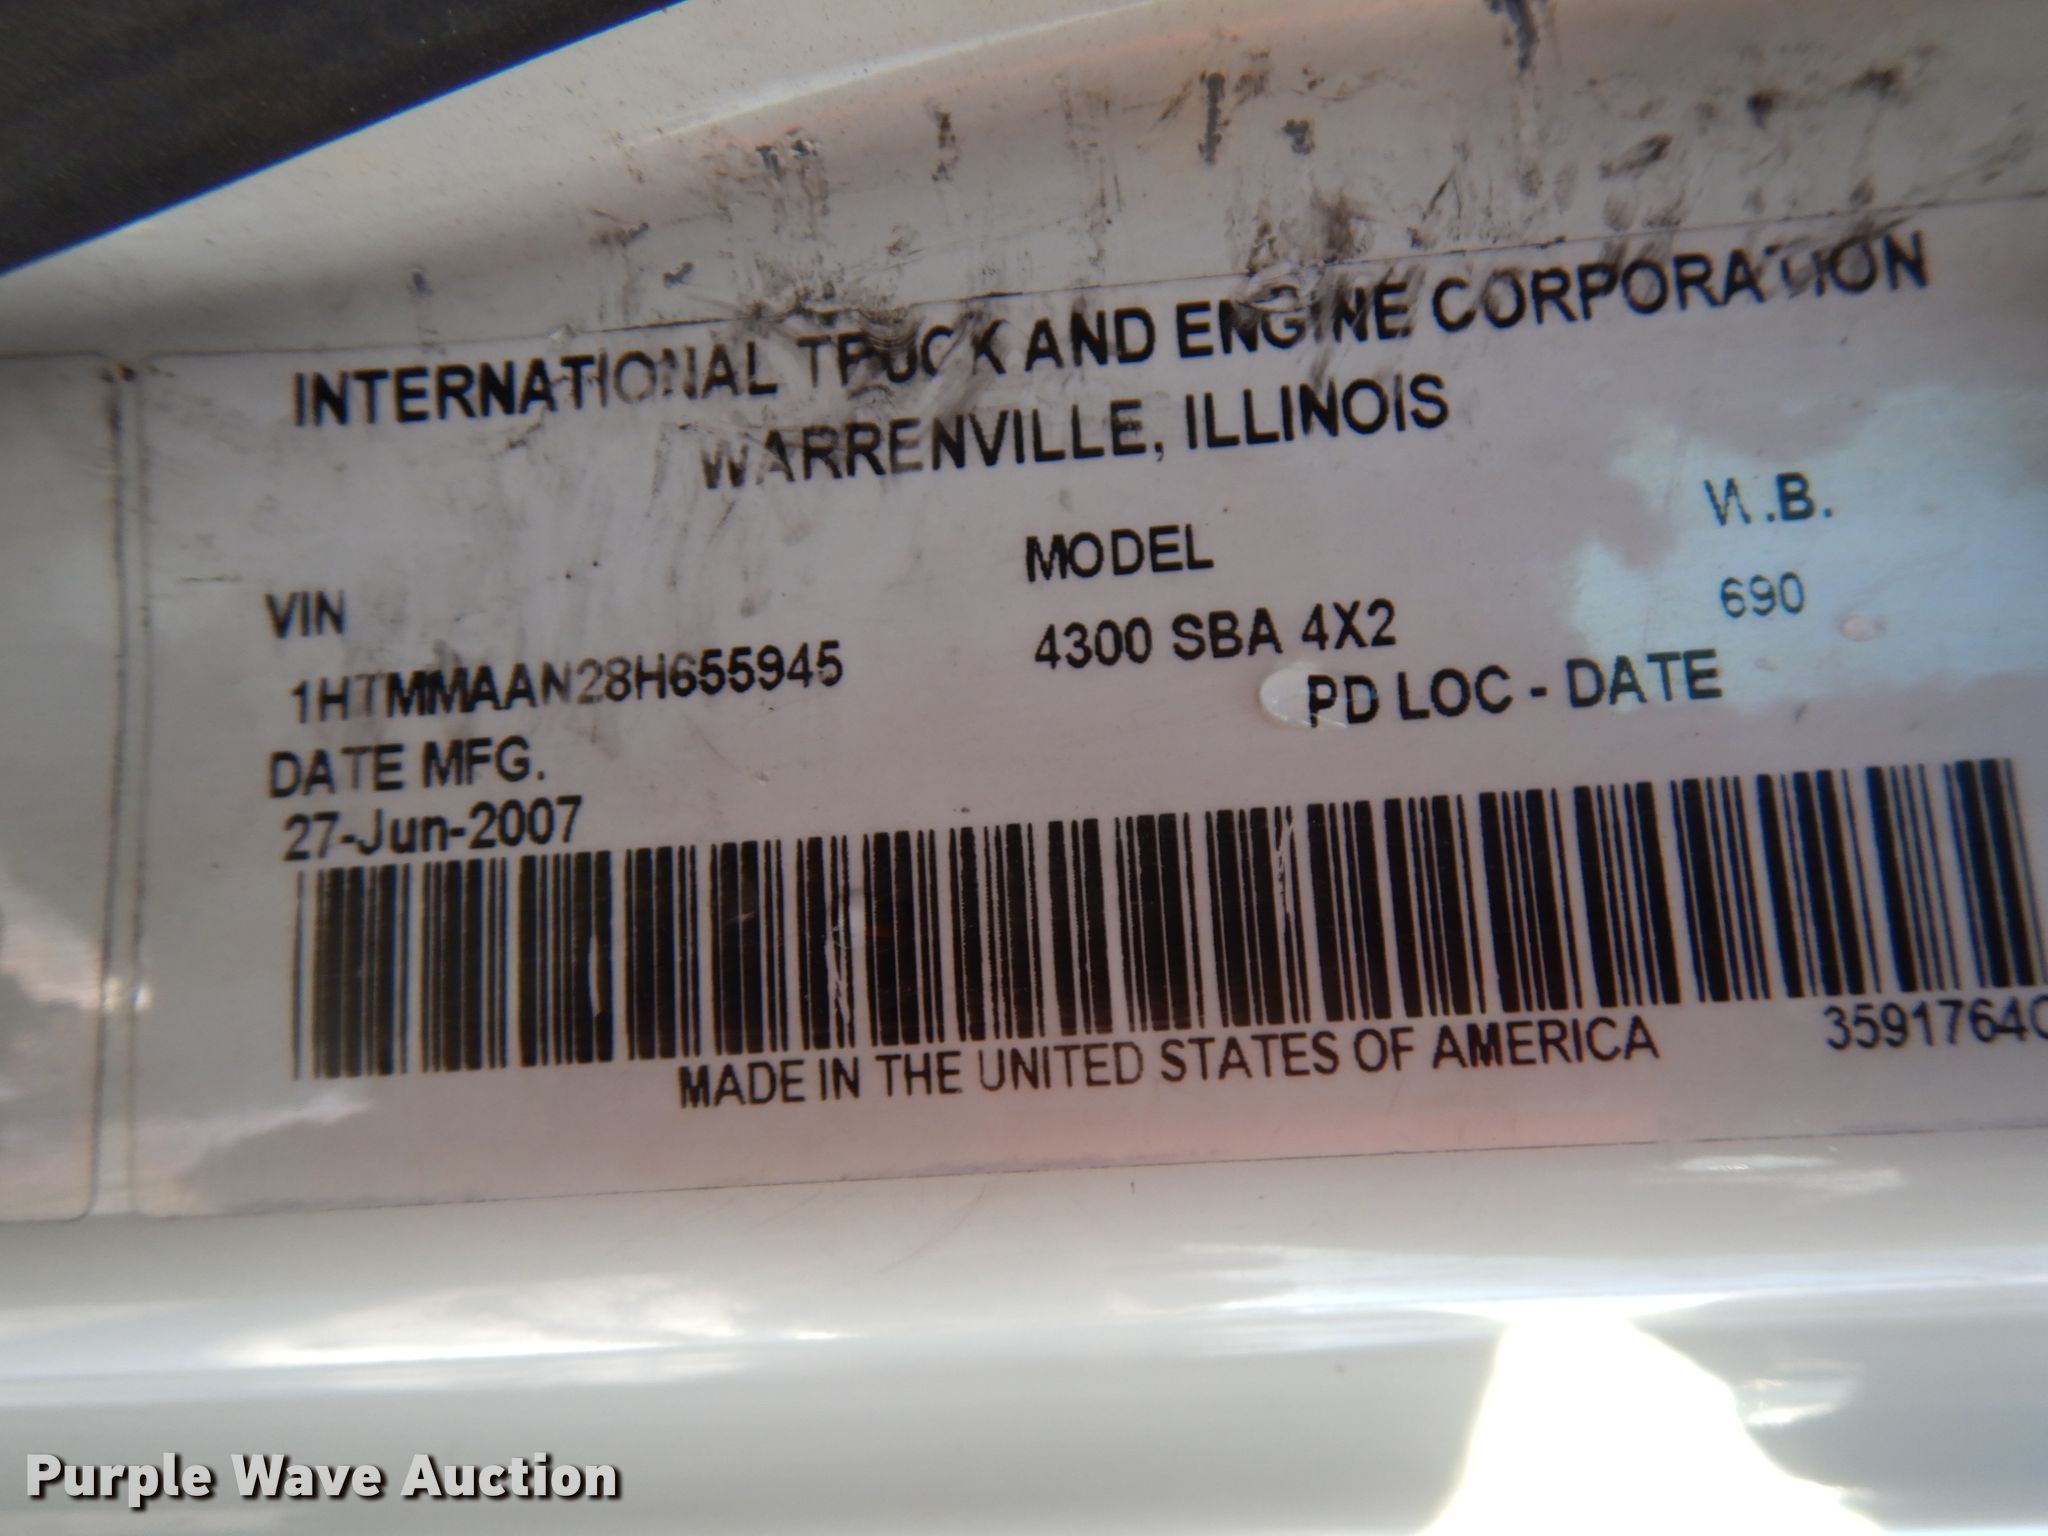 INTERNATIONAL TRUCK AND ENGINE CORPORATION
WARRENVILLE, ILLINOIS
VIN MODEL W.B.
1HTMMAAN28H655945 4300 SBA 4X2 690
DATE MFG. PD LOC - DATE
27-Jun-2007
MADE IN THE UNITED STATES OF AMERICA 3591764C
Purple Wave Auction